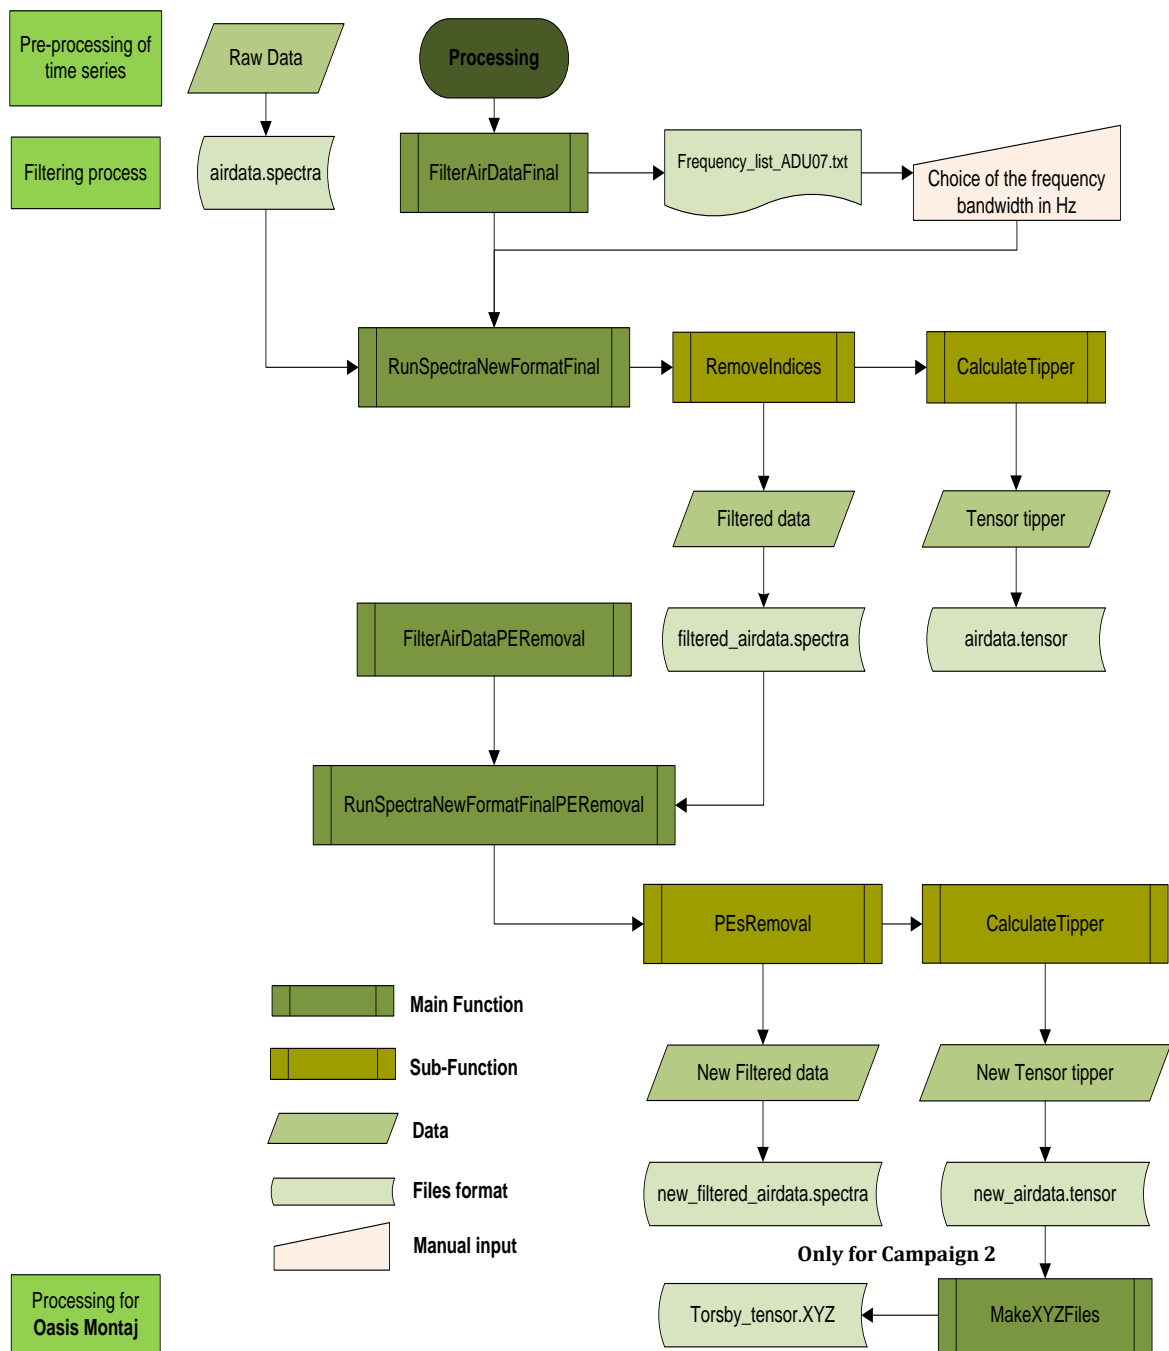 Pre-processing of
time series
Raw Data
Processing
Filtering process
airdata.spectra
FilterAirDataFinal
Frequency_list_ADU07.txt
Choice of the frequency
bandwidth in Hz
RunSpectraNewFormatFinal
RemoveIndices
CalculateTipper
Filtered data
Tensor tipper
FilterAirDataPERemoval
filtered_airdata.spectra
airdata.tensor
RunSpectraNewFormatFinalPERemoval
PEsRemoval
CalculateTipper
Main Function
Sub-Function
New Filtered data
New Tensor tipper
Data
Files format
new_filtered_airdata.spectra
new_airdata.tensor
Manual input
Only for Campaign 2
Processing for
Oasis Montaj
Torsby_tensor.XYZ
MakeXYZFiles